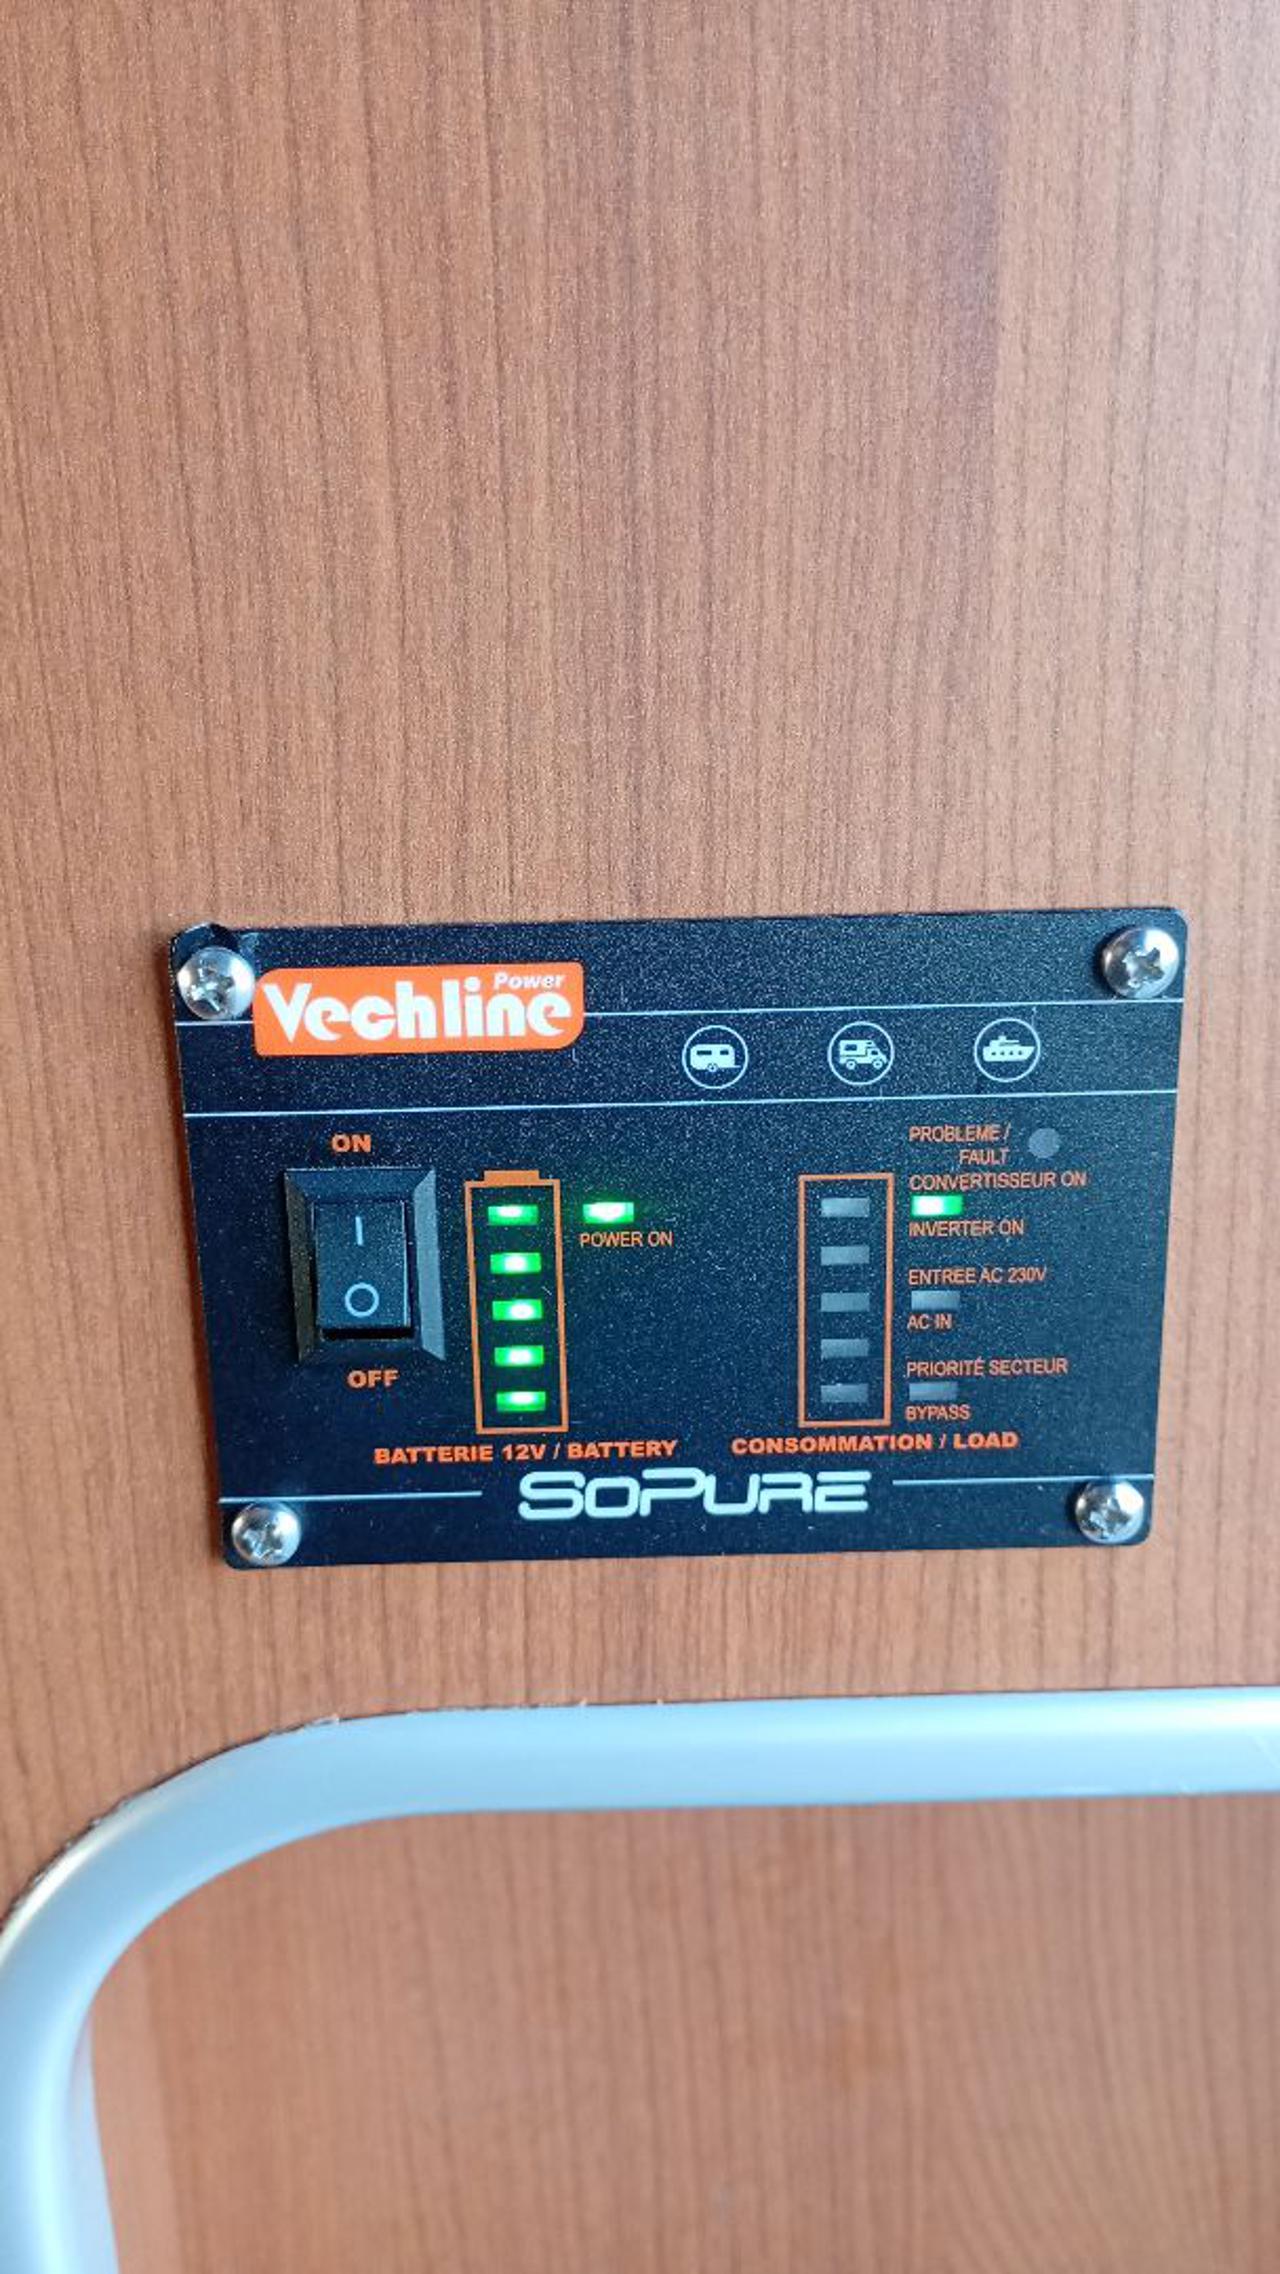 Power
Vechline
ON
I
O
OFF
POWER ON
BATTERIE 12V / BATTERY
PROBLEME /
FAULT
CONVERTISSEUR ON
INVERTER ON
ENTREE AC 230V
AC IN
PRIORITÉ SECTEUR
BYPASS
CONSOMMATION / LOAD
SOPURE